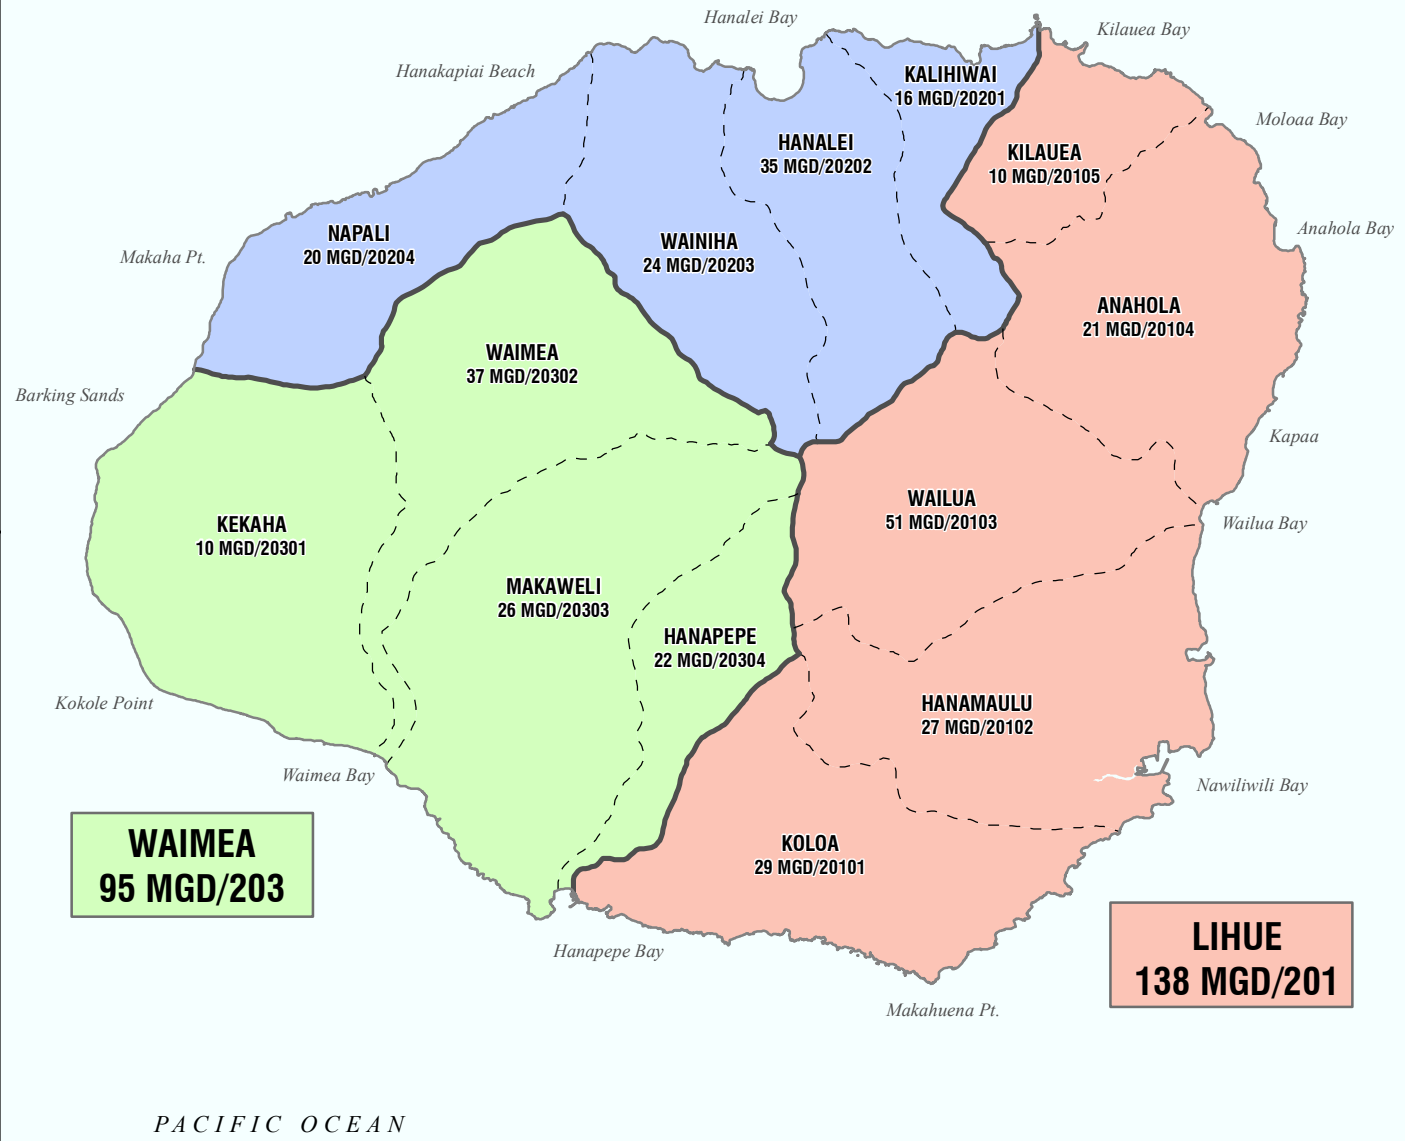 Hanalei Bay
Kilauea Bay
Hanakapiai Beach
KALIHIWAI
16 MGD/20201
Moloaa Bay
HANALEI
35 MGD/20202
KILAUEA
10 MGD/20105
NAPALI
20 MGD/20204
WAINIHA
24 MGD/20203
Anahola Bay
Makaha Pt.
ANAHOLA
21 MGD/20104
WAIMEA
37 MGD/20302
Barking Sands
Kapaa
KEKAHA
10 MGD/20301
WAILUA
51 MGD/20103
Wailua Bay
MAKAWELI
26 MGD/20303
HANAPEPE
22 MGD/20304
Kokole Point
HANAMAULU
27 MGD/20102
Waimea Bay
Nawiliwili Bay
WAIMEA
95 MGD/203
KOLOA
29 MGD/20101
LIHUE
138 MGD/201
Hanapepe Bay
Makahuena Pt.
PACIFIC OCEAN